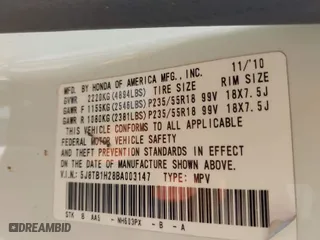 MFD. BY HONDA OF AMERICA MFG., INC. 11/10
GVWR 2220KG(4894LBS) TIRE SIZE RIM SIZE
GAWR F 1155KG(2546LBS) P235/55R18 99V 18X7.5J
GAWR R 1080KG(2381LBS) P235/55R18 99V 18X7.5J
THIS VEHICLE CONFORMS TO ALL APPLICABLE
FEDERAL MOTOR VEHICLE SAFETY
AND THEFT PREVENTION STANDARDS IN EFFECT ON
THE DATE OF MANUFACTURE SHOWN ABOVE.
V.I.N.: 5J8TB1H28BA003147 TYPE: MPV
STK B AA5 - NH603PX - B - A
DREAMBID